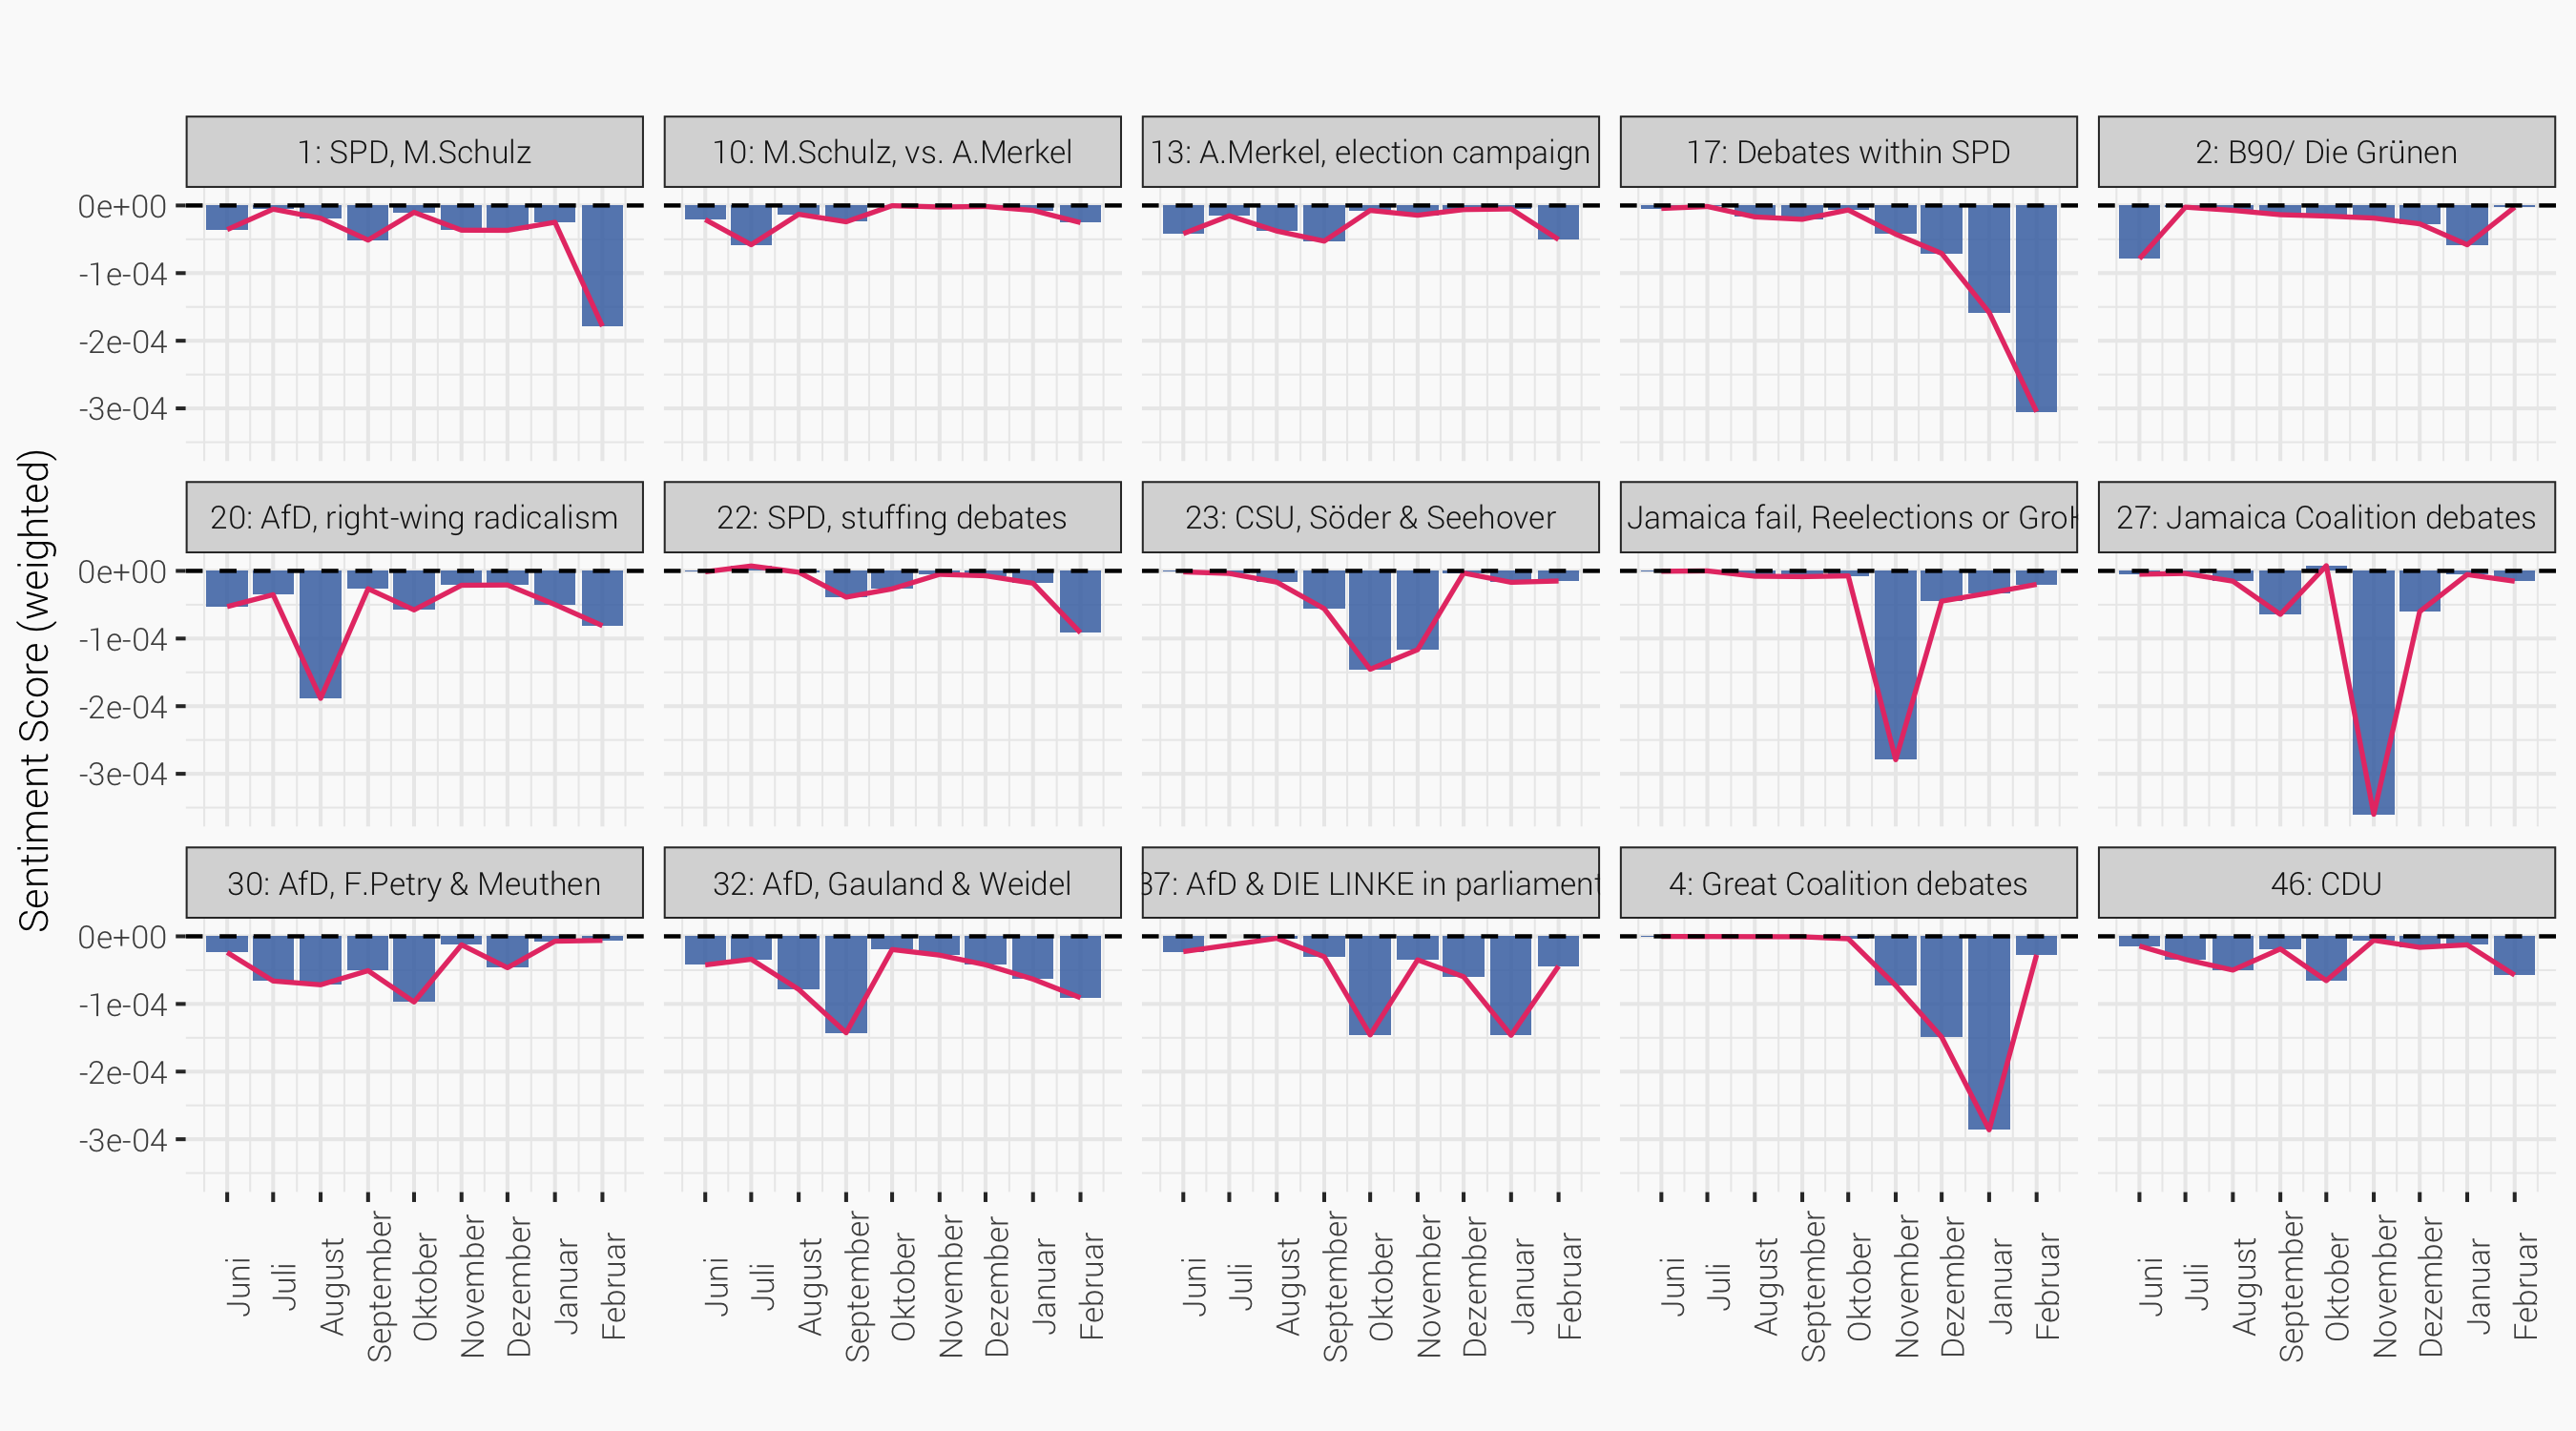 Sentiment Score (weighted)
1: SPD, M.Schulz
10: M.Schulz, vs. A.Merkel
13: A.Merkel, election campaign
17: Debates within SPD
2: B90/ Die Grünen
0e+00
-1e-04
-2e-04
-3e-04
20: AfD, right-wing radicalism
22: SPD, stuffing debates
23: CSU, Söder & Seehover
Jamaica fail, Reelections or
27: Jamaica Coalition debates
0e+00
-1e-04
-2e-04
-3e-04
30: AfD, F.Petry & Meuthen
32: AfD, Gauland & Weidel
37: AfD & DIE LINKE in parliament
4: Great Coalition debates
46: CDU
0e+00
-1e-04
-2e-04
-3e-04
Juni
Juli
August
September
Oktober
November
Dezember
Januar
Februar
Juni
Juli
August
September
Oktober
November
Dezember
Januar
Februar
Juni
Juli
August
September
Oktober
November
Dezember
Januar
Februar
Juni
Juli
August
September
Oktober
November
Dezember
Januar
Februar
Juni
Juli
August
September
Oktober
November
Dezember
Januar
Februar